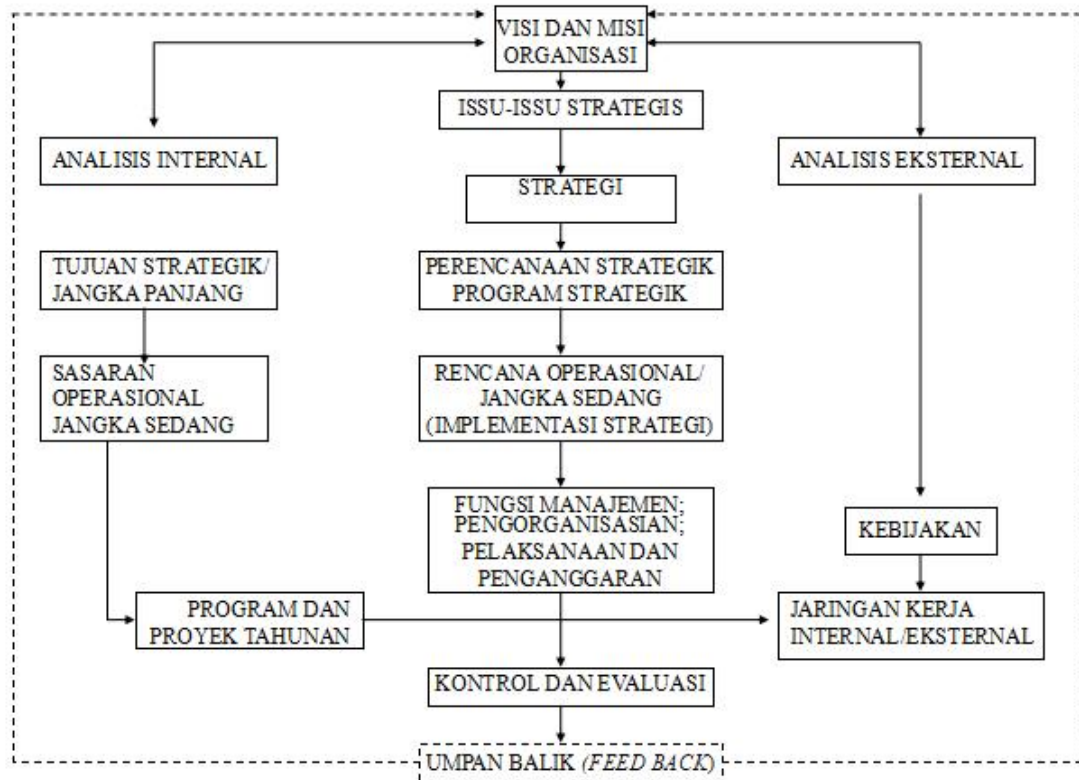 VISI DAN MISI
ORGANISASI
ISSU-ISSU STRATEGIS
ANALISIS INTERNAL
ANALISIS EKSTERNAL
STRATEGI
TUJUAN STRATEGIK/
JANGKA PANJANG
PERENCANAAN STRATEGIK
PROGRAM STRATEGIK
SASARAN
OPERASIONAL
JANGKA SEDANG
RENCANA OPERASIONAL/
JANGKA SEDANG
(IMPLEMENTASI STRATEGI)
FUNGSI MANAJEMEN;
PENGORGANISASIAN;
PELAKSANAAN DAN
PENGANGGARAN
KEBIJAKAN
PROGRAM DAN
PROYEK TAHUNAN
JARINGAN KERJA
INTERNAL/EKSTERNAL
KONTROL DAN EVALUASI
UMPAN BALIK (FEED BACK)